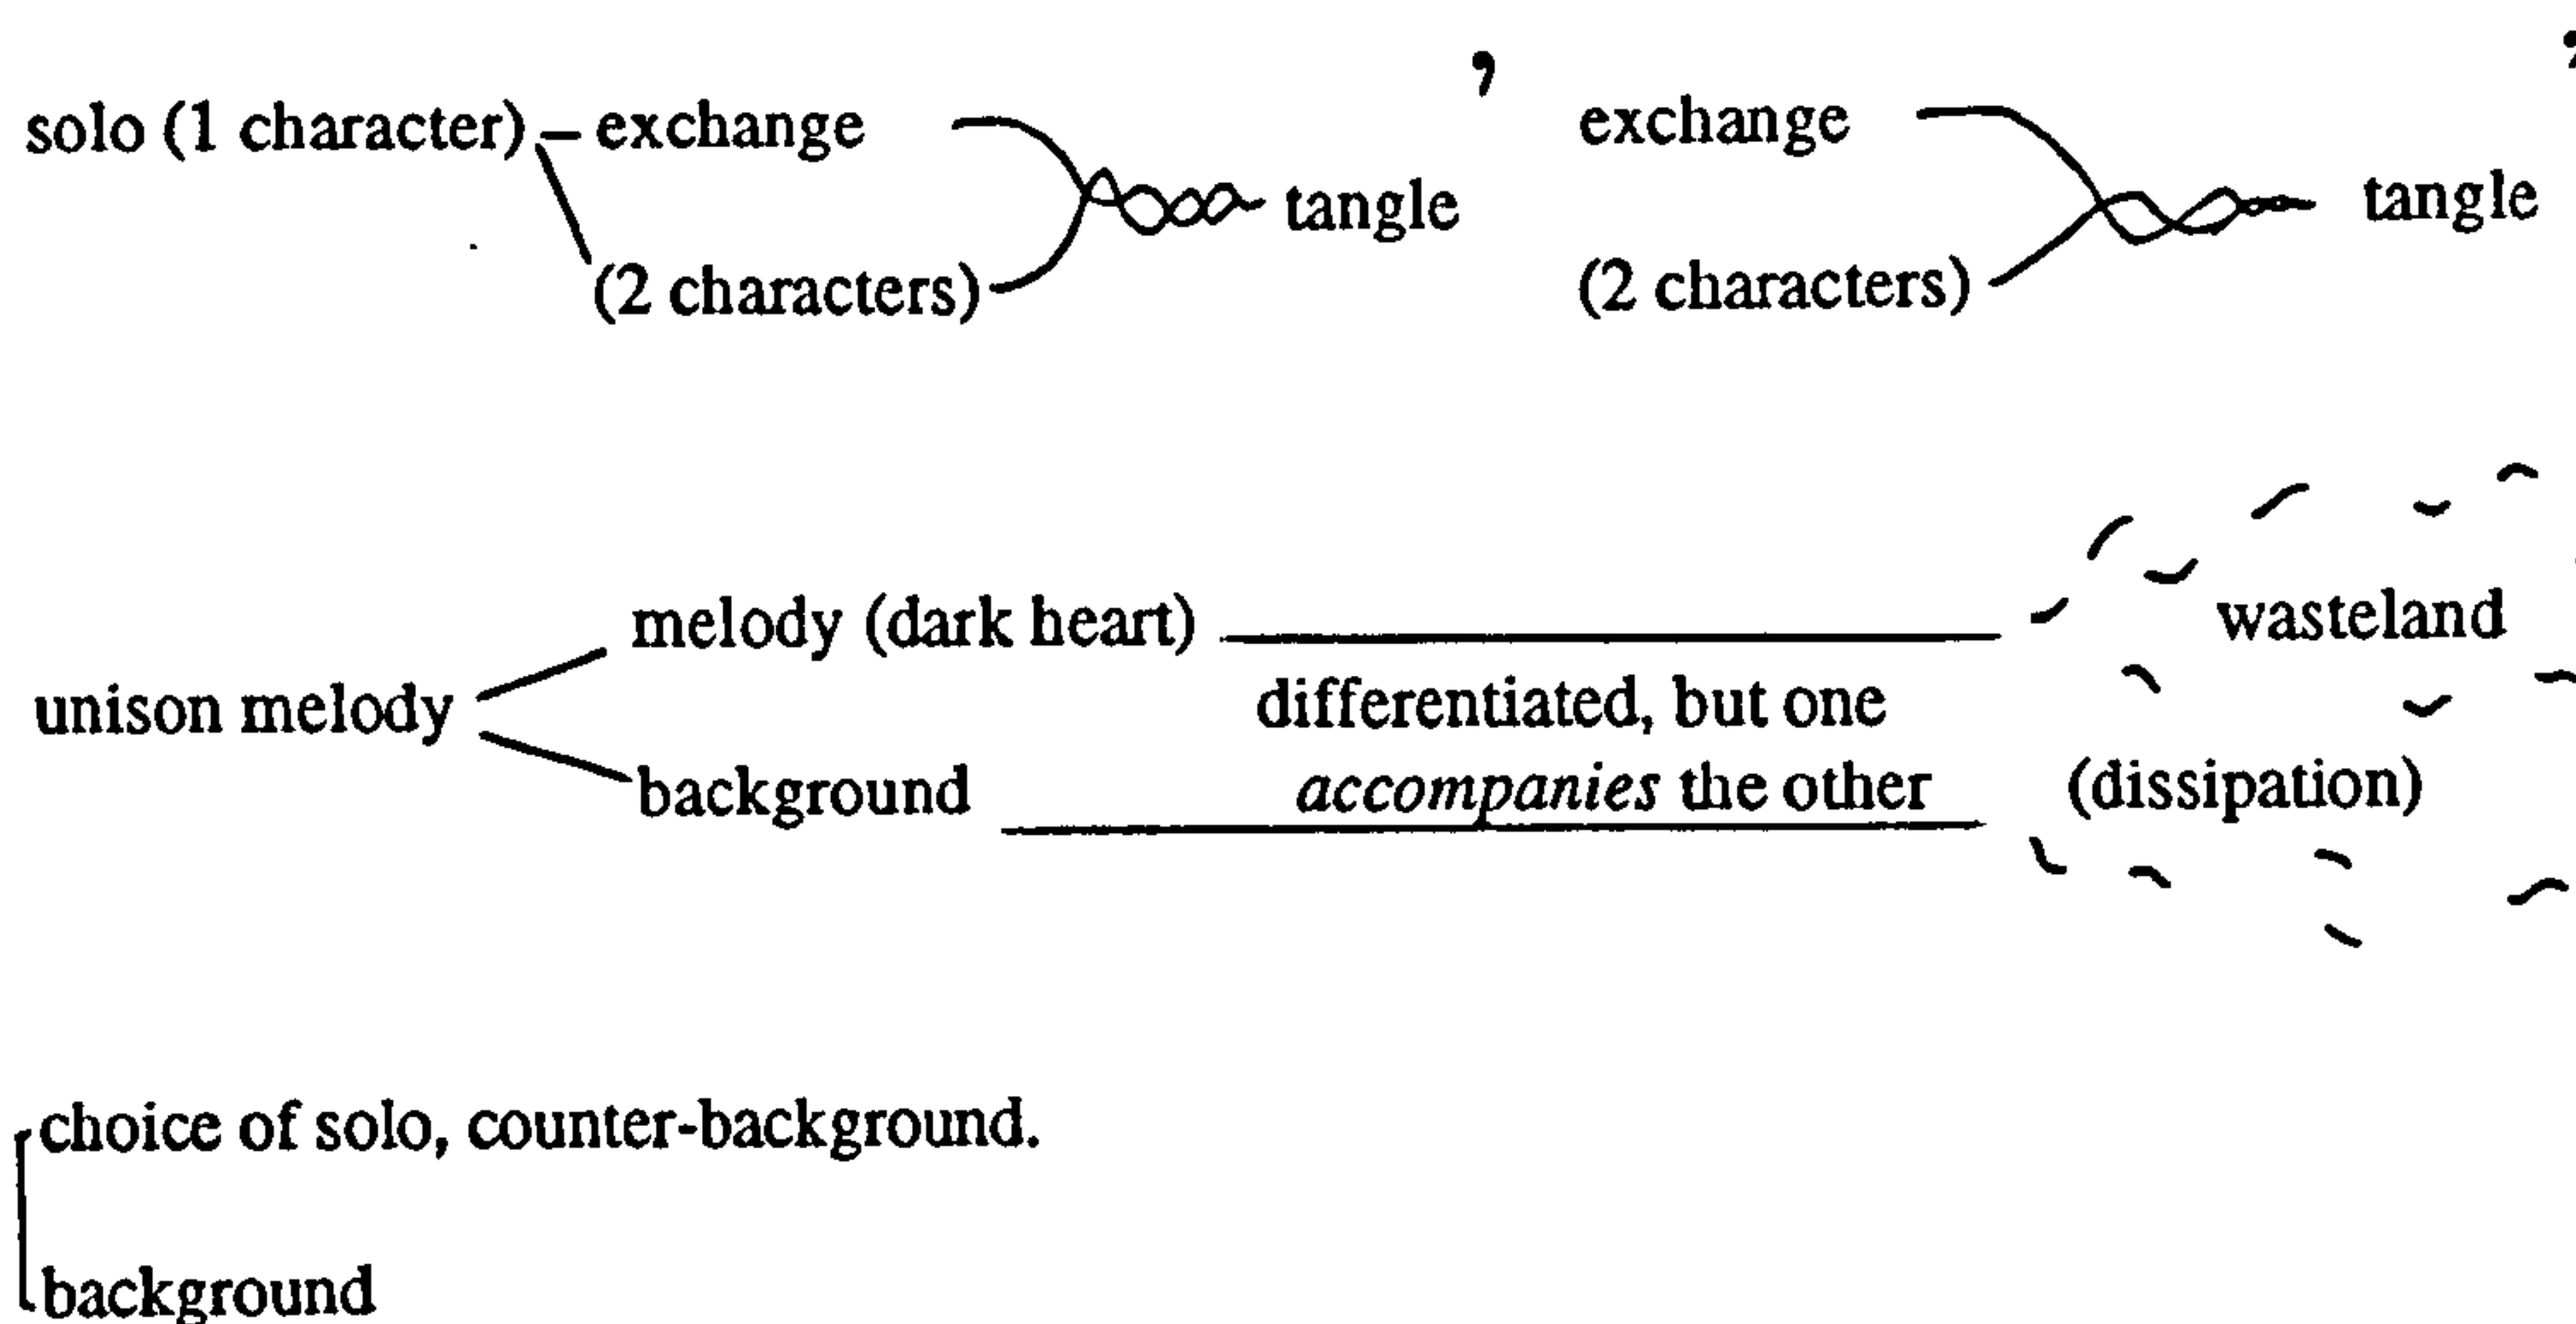 solo (1 character) – exchange
(2 characters)
tangle ,
exchange
(2 characters)
tangle ,
unison melody
melody (dark heart)
background
differentiated, but one
accompanies the other
wasteland
(dissipation)
choice of solo, counter-background.
background